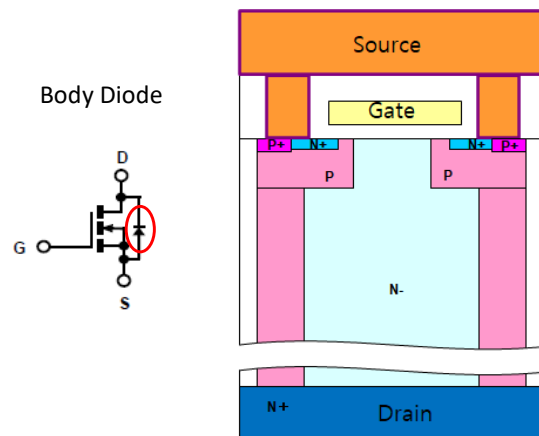 Body Diode
D
G
S
Source
Gate
P+ N+ N+ P+
P P
N-
N+ Drain